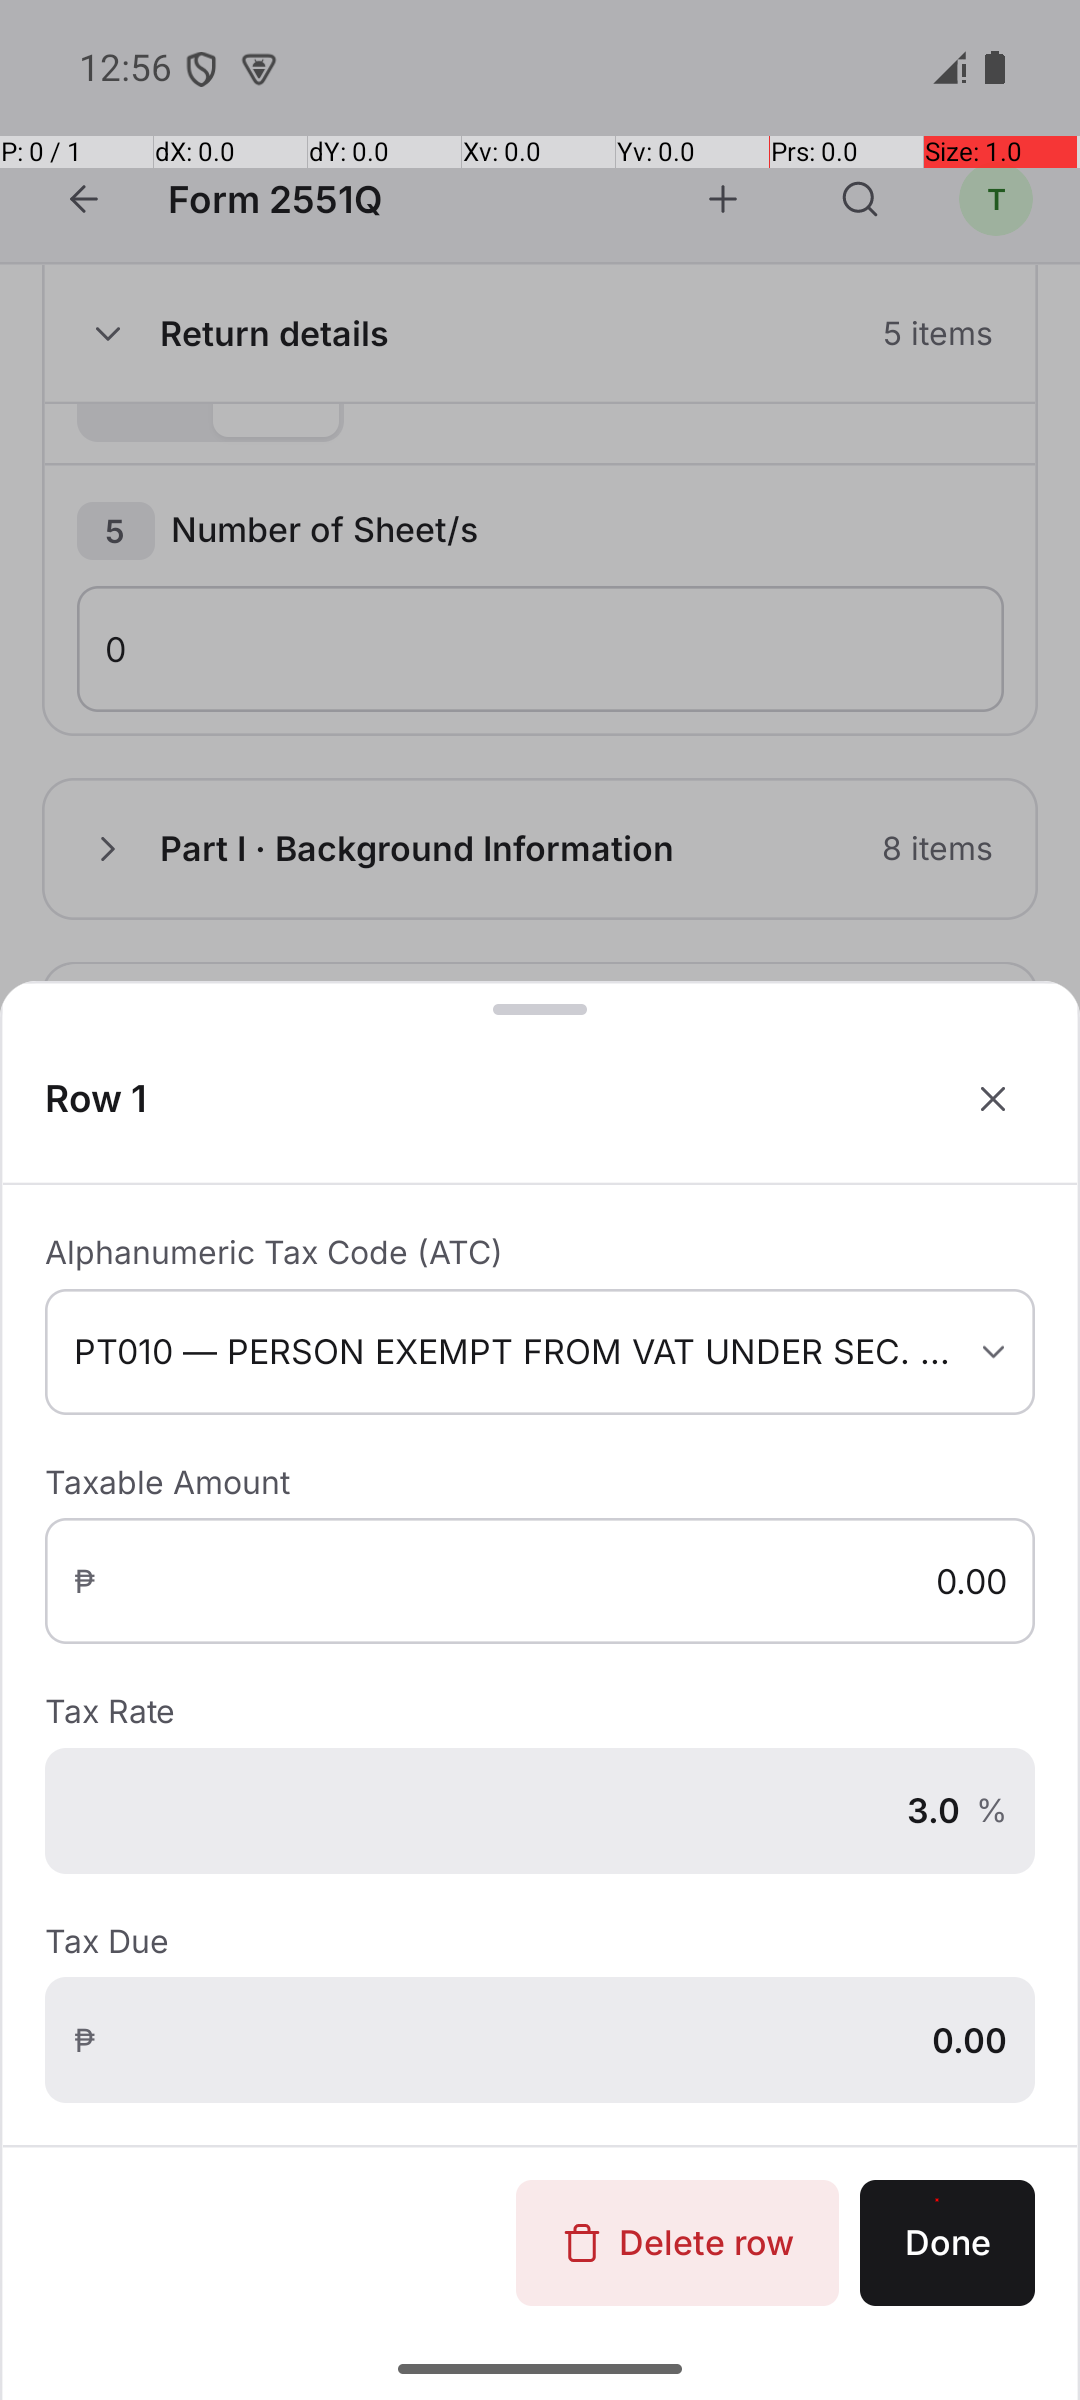 12:56
P: 0 / 1
dX: 0.0
dY: 0.0
Xv: 0.0
Yv: 0.0
Prs: 0.0
Size: 1.0
Form 2551Q
T
Return details
5 items
5
Number of Sheet/s
0
Part I · Background Information
8 items
Row 1
Alphanumeric Tax Code (ATC)
PT010 — PERSON EXEMPT FROM VAT UNDER SEC. ...
Taxable Amount
₱ 0.00
Tax Rate
3.0 %
Tax Due
₱ 0.00
Delete row
Done